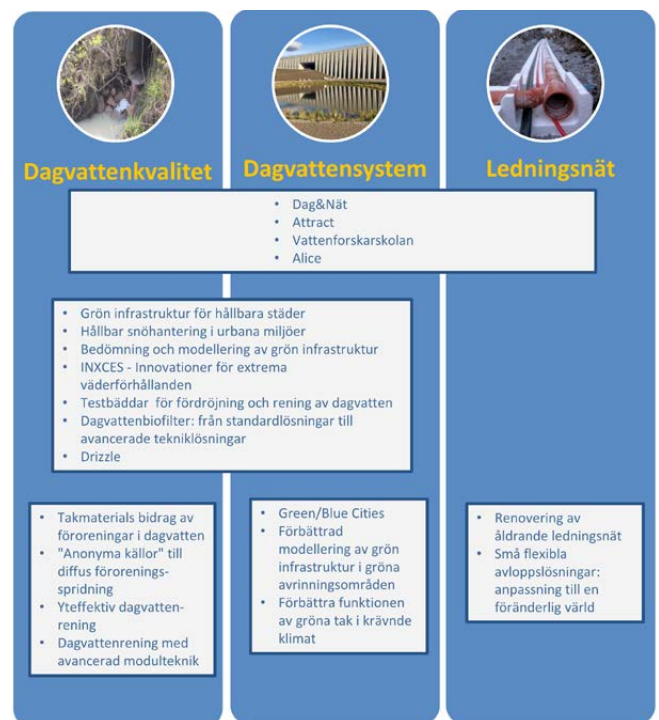 Dagvattenkvalitet
Dagvattensystem
Ledningsnät
• Dag&Nät
• Attract
• Vattenforskarskolan
• Alice
• Grön infrastruktur för hållbara städer
• Hållbar snöhantering i urbana miljöer
• Bedömning och modellering av grön infrastruktur
• INXCES - Innovationer för extrema
väderförhållanden
• Testbäddar för fördröjning och rening av dagvatten
• Dagvattenbiofilter: från standardlösningar till
avancerade tekniklösningar
• Drizzle
• Takmaterials bidrag av
föroreningar i dagvatten
• "Anonyma källor" till
diffus förorenings-
spridning
• Yteffektiv dagvatten-
rening
• Dagvattenrening med
avancerad modulteknik
• Green/Blue Cities
• Förbättrad
modellering av grön
infrastruktur i gröna
avrinningsområden
• Förbättra funktionen
av gröna tak i krävnde
klimat
• Renovering av
åldrande ledningsnät
• Små flexibla
avloppslösningar:
anpassning till en
föränderlig värld